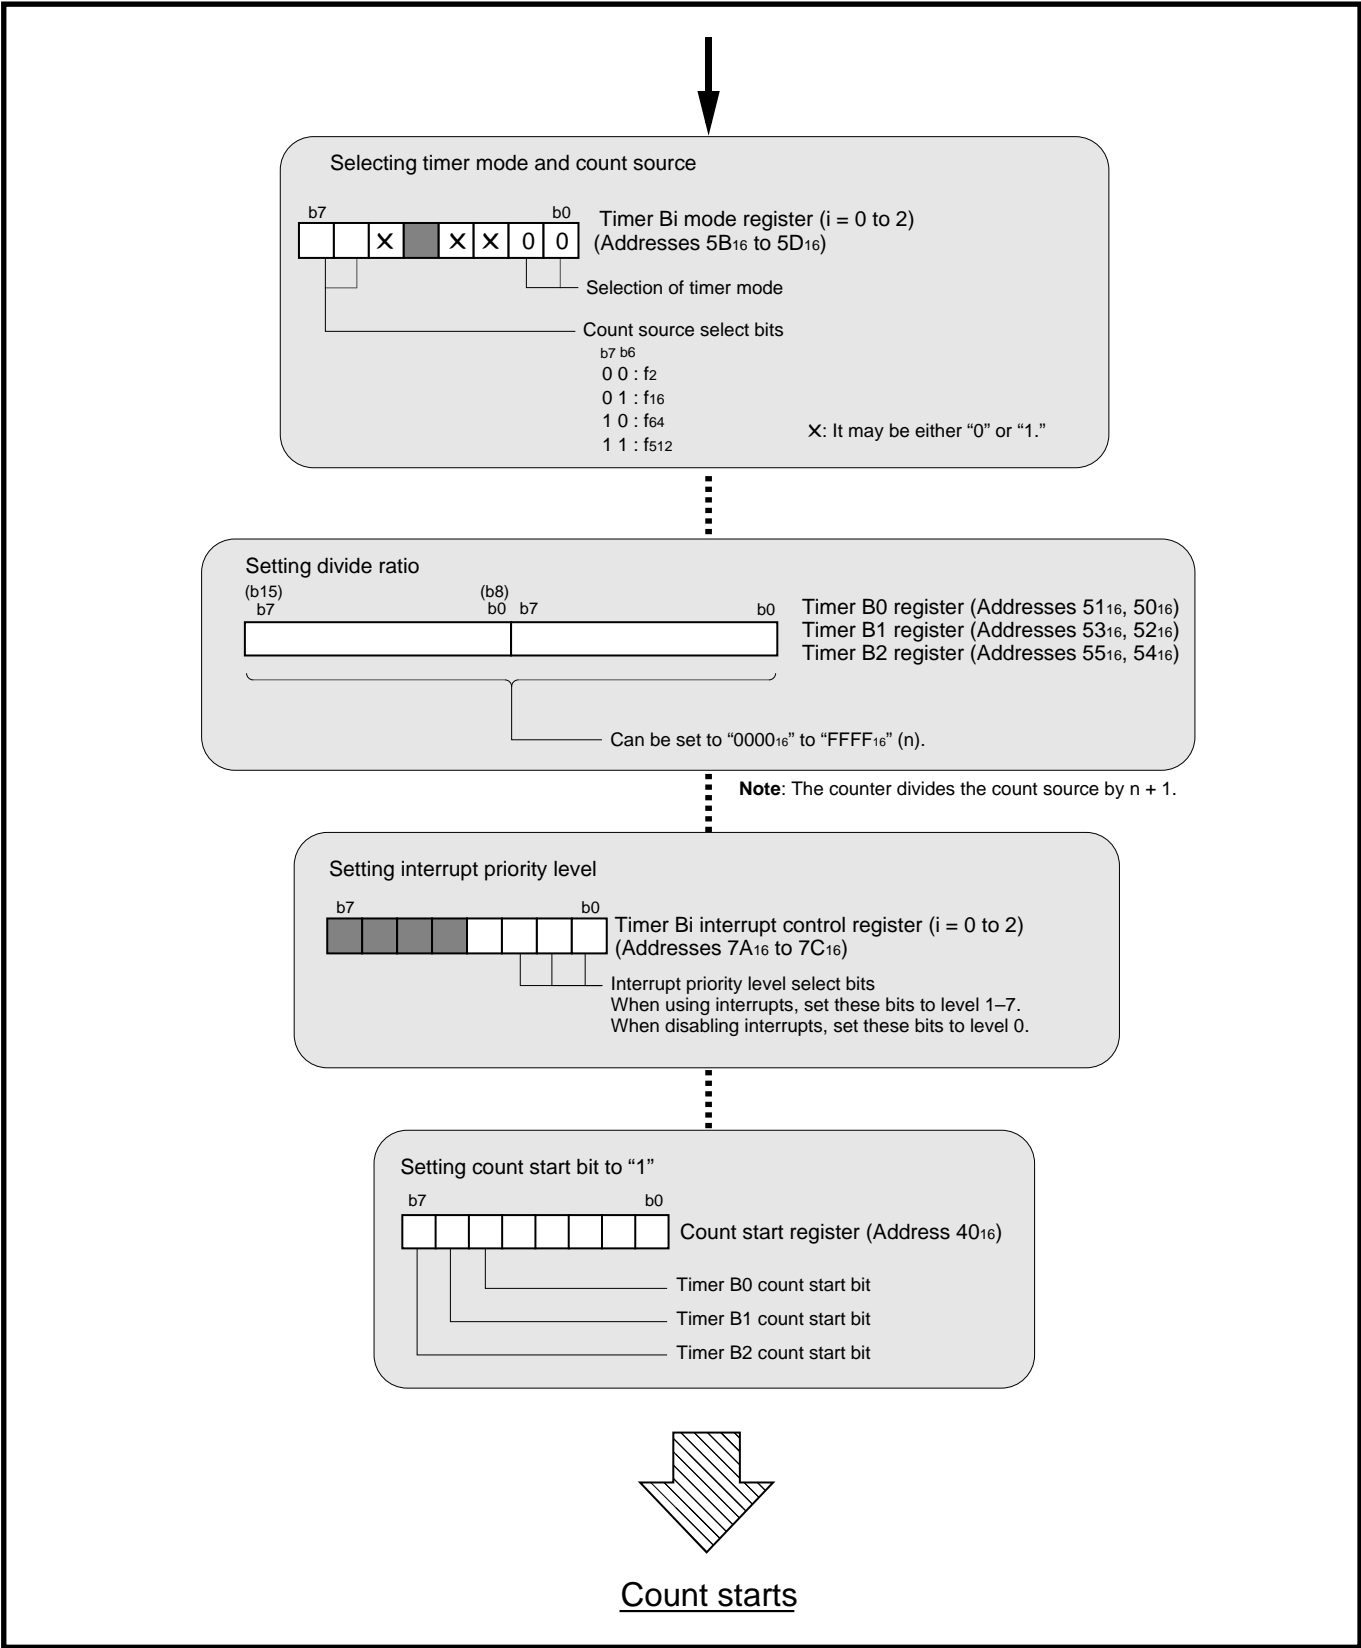 Selecting timer mode and count source
b7 b0
Timer Bi mode register (i = 0 to 2)
✕ ✕ ✕ 0 0 (Addresses 5B16 to 5D16)
Selection of timer mode
Count source select bits
b7 b6
0 0 : f2
0 1 : f16
1 0 : f64
1 1 : f512
✕: It may be either “0” or “1.”
Setting divide ratio
(b15) (b8)
b7 b0 b7 b0
Timer B0 register (Addresses 5116, 5016)
Timer B1 register (Addresses 5316, 5216)
Timer B2 register (Addresses 5516, 5416)
Can be set to “000016” to “FFFF16” (n).
Note: The counter divides the count source by n + 1.
Setting interrupt priority level
b7 b0
Timer Bi interrupt control register (i = 0 to 2)
(Addresses 7A16 to 7C16)
Interrupt priority level select bits
When using interrupts, set these bits to level 1–7.
When disabling interrupts, set these bits to level 0.
Setting count start bit to “1”
b7 b0
Count start register (Address 4016)
Timer B0 count start bit
Timer B1 count start bit
Timer B2 count start bit
Count starts